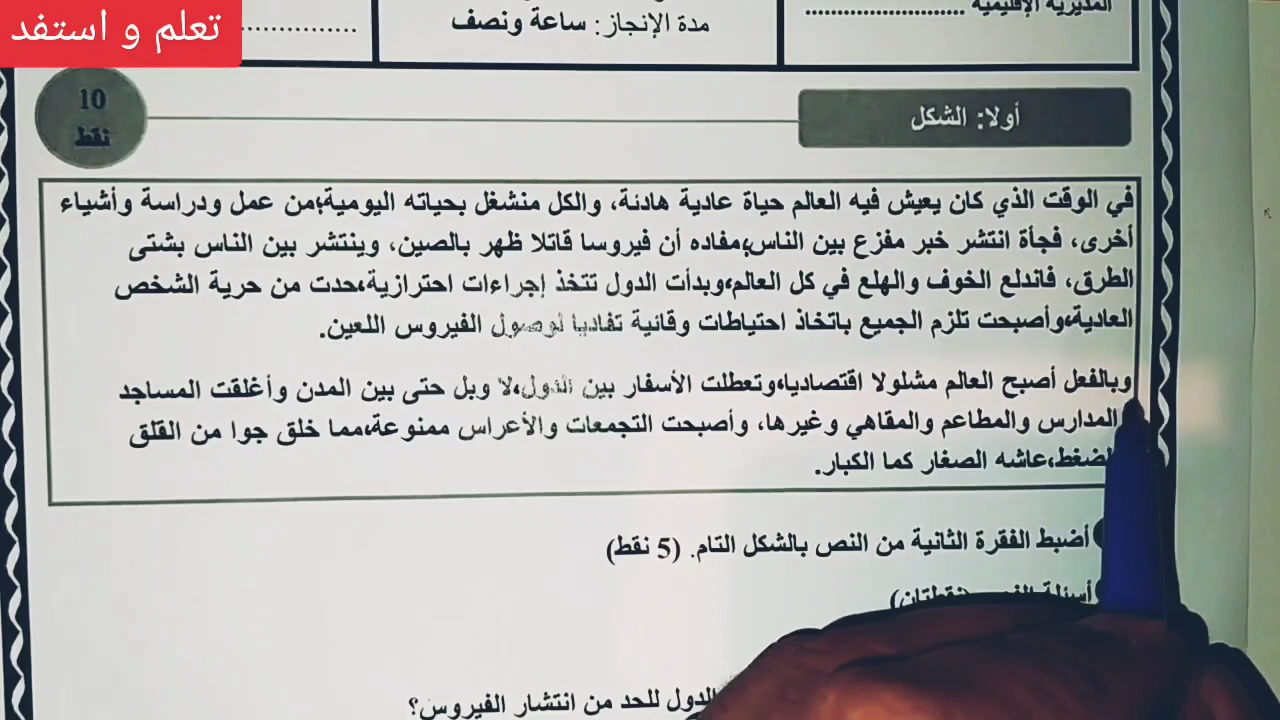 تعلم و استفد
المديرية الإقليمية ........................
مدة الإنجاز: ساعة ونصف
10
نقط
أولا: الشكل
في الوقت الذي كان يعيش فيه العالم حياة عادية هادئة، والكل منشغل بحياته اليومية؛من عمل ودراسة وأشياء
أخرى، فجأة انتشر خبر مفزع بين الناس؛مفاده أن فيروسا قاتلا ظهر بالصين، وينتشر بين الناس بشتى
الطرق، فاندلع الخوف والهلع في كل العالم،وبدأت الدول تتخذ إجراءات احترازية،حدت من حرية الشخص
العادية،وأصبحت تلزم الجميع باتخاذ احتياطات وقائية تفاديا لوصول الفيروس اللعين.
وبالفعل أصبح العالم مشلولا اقتصاديا،وتعطلت الأسفار بين الدول،لا وبل حتى بين المدن وأغلقت المساجد
المدارس والمطاعم والمقاهي وغيرها، وأصبحت التجمعات والأعراس ممنوعة،مما خلق جوا من القلق
لضغط،عاشه الصغار كما الكبار.
أضبط الفقرة الثانية من النص بالشكل التام. (5 نقط)
أسئلة (نقطتان)
الدول للحد من انتشار الفيروس؟